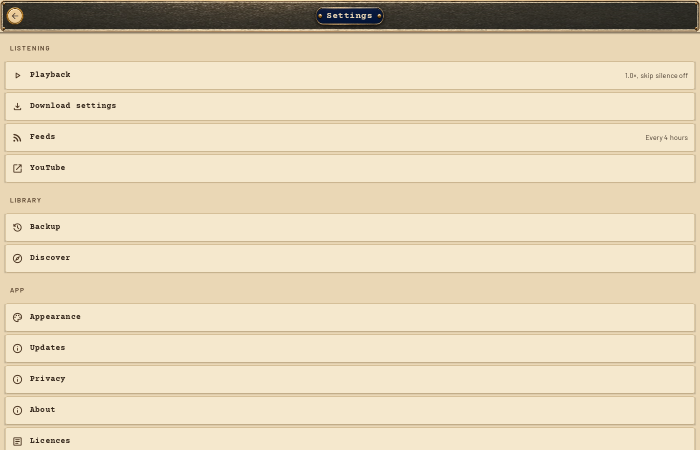 Settings
LISTENING
Playback 1.0×, skip silence off
Download settings
Feeds Every 4 hours
YouTube
LIBRARY
Backup
Discover
APP
Appearance
Updates
Privacy
About
Licences